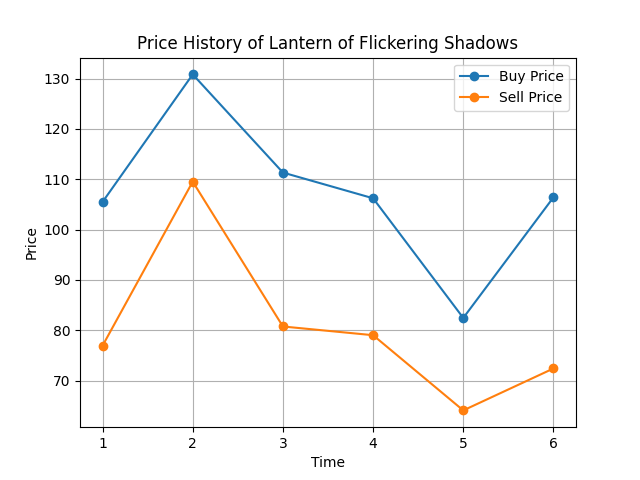 Price History of Lantern of Flickering Shadows
Buy Price
Sell Price
130
120
110
100
90
80
70
Price
1 2 3 4 5 6
Time